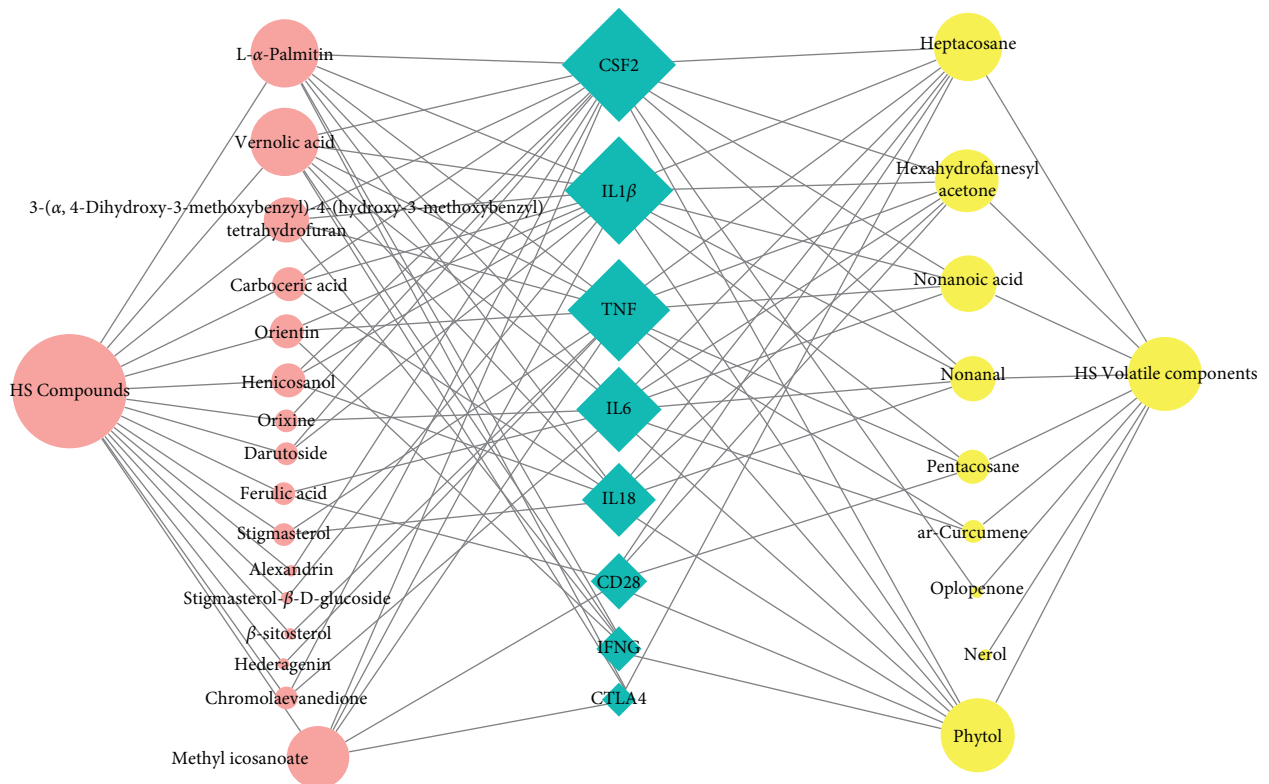 L-α-Palmitin
Vernolic acid
3-(α, 4-Dihydroxy-3-methoxybenzyl)-4-(hydroxy-3-methoxybenzyl)
tetrahydrofuran
Carboceric acid
Orientin
HS Compounds
Henicosanol
Orixine
Darutoside
Ferulic acid
Stigmasterol
Alexandrin
Stigmasterol-β-D-glucoside
β-sitosterol
Hederagenin
Chromolaevanedione
Methyl icosanoate
CSF2
IL1β
TNF
IL6
IL18
CD28
IFNG
CTLA4
Heptacosane
Hexahydrofarnesyl
acetone
Nonanoic acid
Nonanal
HS Volatile components
Pentacosane
ar-Curcumene
Oplopenone
Nerol
Phytol